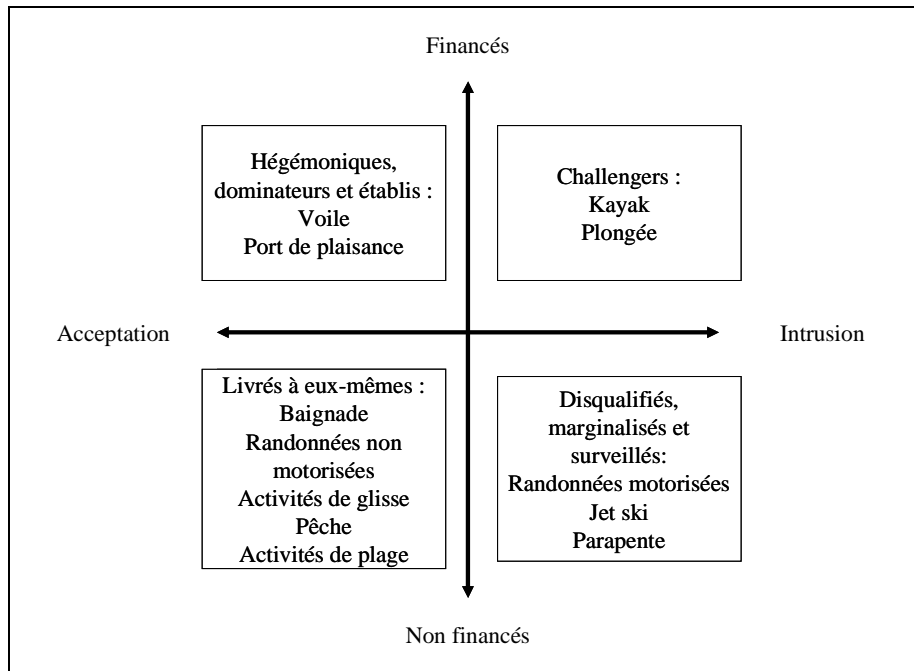 Financés
Hégémoniques,
dominateurs et établis :
Voile
Port de plaisance
Challengers :
Kayak
Plongée
Acceptation
Intrusion
Livrés à eux-mêmes :
Baignade
Randonnées non
motorisées
Activités de glisse
Pêche
Activités de plage
Disqualifiés,
marginalisés et
surveillés:
Randonnées motorisées
Jet ski
Parapente
Non financés